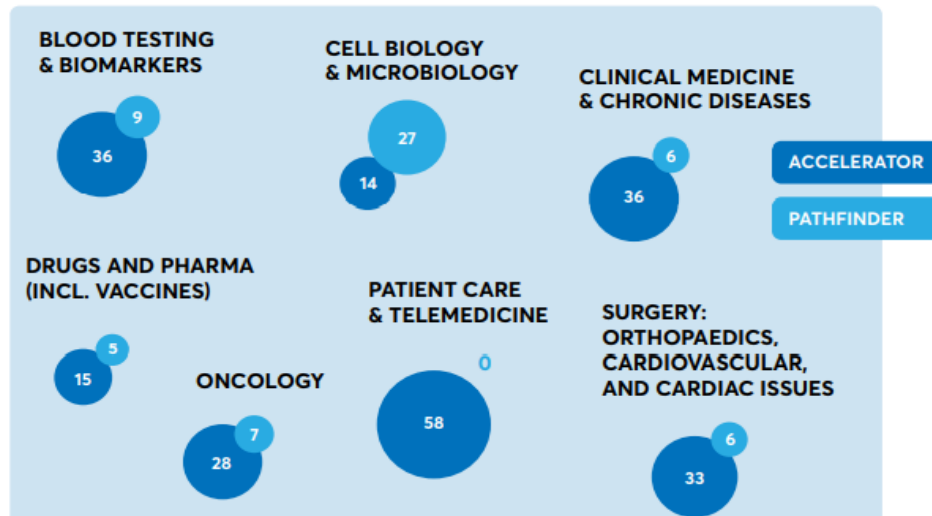 BLOOD TESTING
& BIOMARKERS
9
36
CELL BIOLOGY
& MICROBIOLOGY
27
14
CLINICAL MEDICINE
& CHRONIC DISEASES
6
36
ACCELERATOR
PATHFINDER
DRUGS AND PHARMA
(INCL. VACCINES)
5
15
ONCOLOGY
7
28
PATIENT CARE
& TELEMEDICINE
0
58
SURGERY:
ORTHOPAEDICS,
CARDIOVASCULAR,
AND CARDIAC ISSUES
6
33